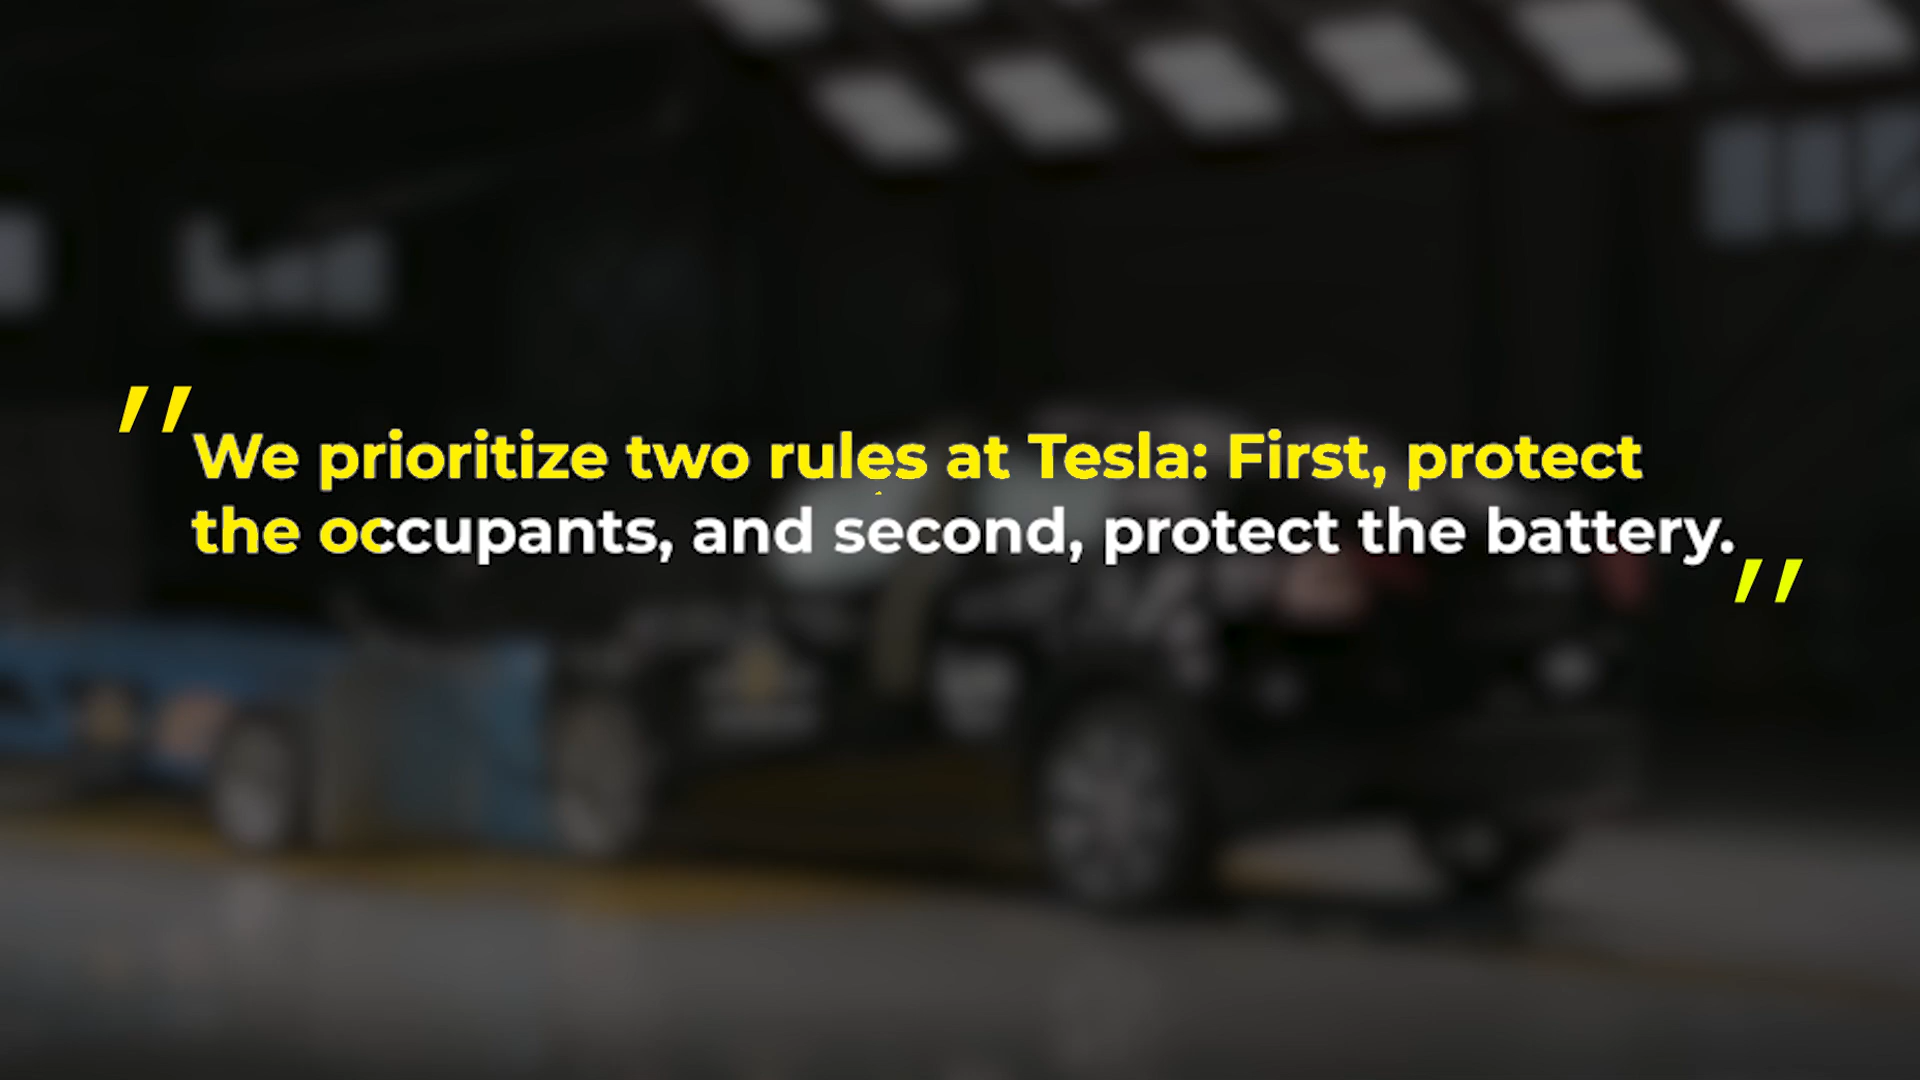 "We prioritize two rules at Tesla: First, protect
the occupants, and second, protect the battery."